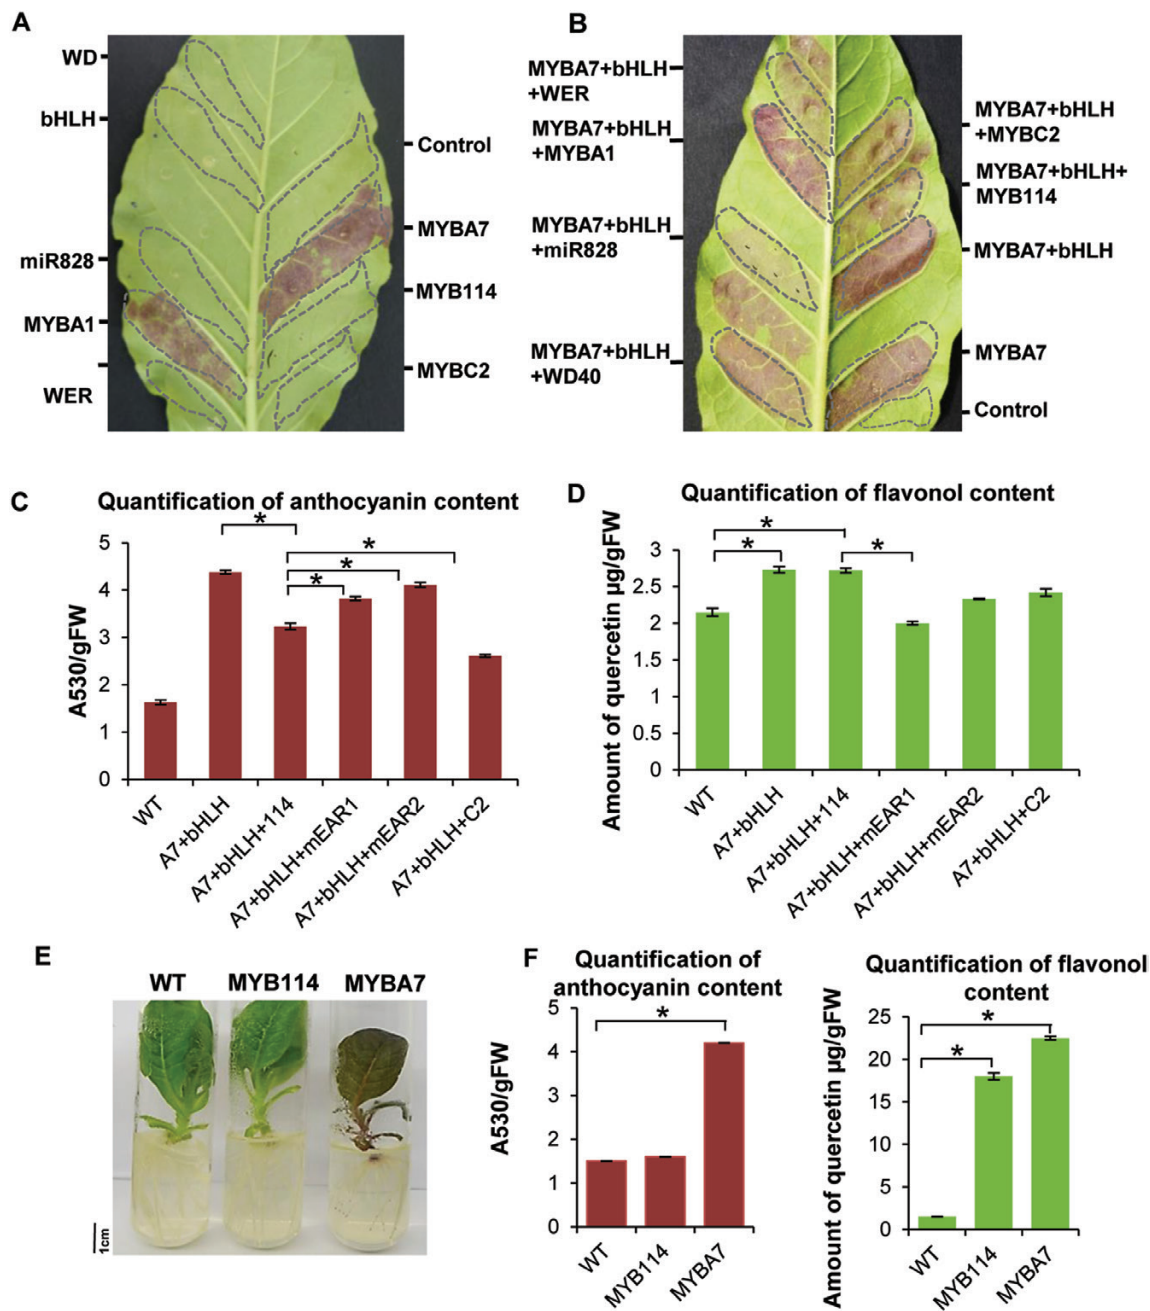 A
WD
bHLH
miR828
MYBA1
WER
Control
MYBA7
MYB114
MYBC2
B
MYBA7+bHLH
+WER
MYBA7+bHLH
+MYBA1
MYBA7+bHLH
+miR828
MYBA7+bHLH
+WD40
MYBA7+bHLH
+MYBC2
MYBA7+bHLH+
MYB114
MYBA7+bHLH
MYBA7
Control
C
Quantification of anthocyanin content
A530/gFW
5
4
3
2
1
0
*
*
*
*
WT
A7+bHLH
A7+bHLH+114
A7+bHLH+mEAR1
A7+bHLH+mEAR2
A7+bHLH+C2
D
Quantification of flavonol content
Amount of quercetin µg/gFW
3
2.5
2
1.5
1
0.5
0
*
*
*
WT
A7+bHLH
A7+bHLH+114
A7+bHLH+mEAR1
A7+bHLH+mEAR2
A7+bHLH+C2
E
WT MYB114 MYBA7
1cm
F
Quantification of
anthocyanin content
A530/gFW
5
4
3
2
1
0
*
WT
MYB114
MYBA7
Quantification of flavonol
content
Amount of quercetin µg/gFW
25
20
15
10
5
0
*
*
WT
MYB114
MYBA7